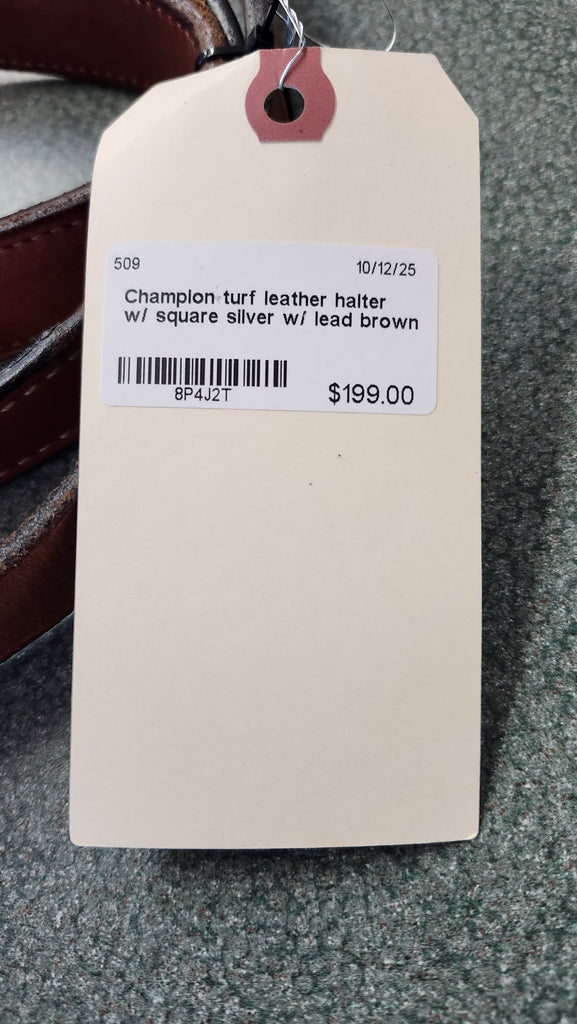 509 10/12/25
Champion turf leather halter
w/ square silver w/ lead brown
8P4J2T $199.00